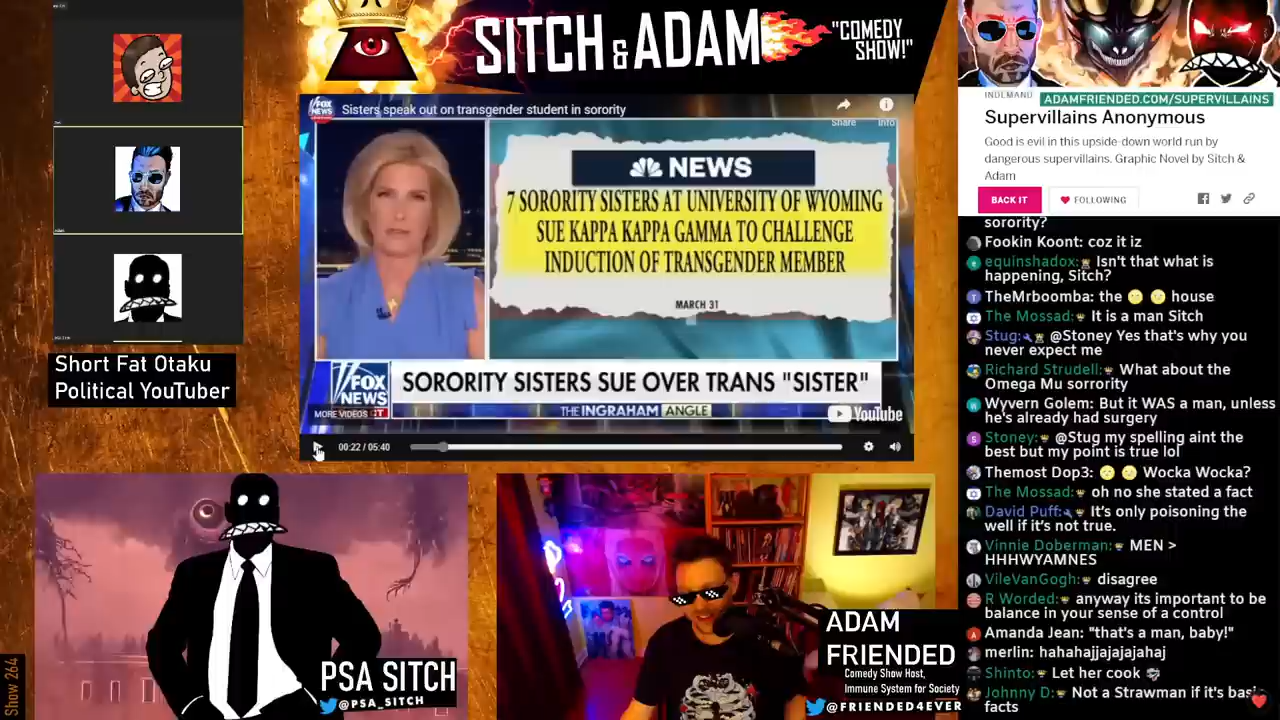 SITCH & ADAM
"COMEDY
SHOW!"
FOX
NEWS
Sisters speak out on transgender student in sorority
Share
Info
NEWS
7 SORORITY SISTERS AT UNIVERSITY OF WYOMING
SUE KAPPA KAPPA GAMMA TO CHALLENGE
INDUCTION OF TRANSGENDER MEMBER
MARCH 31
FOX
NEWS
SORORITY SISTERS SUE OVER TRANS "SISTER"
MORE VIDEOS
THE INGRAHAM ANGLE
YouTube
00:22 / 05:40
Short Fat Otaku
Political YouTuber
PSA SITCH
@PSA_SITCH
ADAM
FRIENDED
Comedy Show Host,
Immune System for Society
@FRIENDED4EVER
Show 264
INDEMAND
ADAMFRIENDED.COM/SUPERVILLAINS
Supervillains Anonymous
Good is evil in this upside-down world run by
dangerous supervillains. Graphic Novel by Sitch &
Adam
BACK IT
FOLLOWING
sorority?
Fookin Koont: coz it iz
equinshadox: Isn't that what is
happening, Sitch?
TheMrboomba: the 🌝 🌝 house
The Mossad: It is a man Sitch
Stug: @Stoney Yes that's why you
never expect me
Richard Strudell: What about the
Omega Mu sorrority
Wyvern Golem: But it WAS a man, unless
he's already had surgery
Stoney: @Stug my spelling aint the
best but my point is true lol
Themost Dop3: 🌝 🌝 Wocka Wocka?
The Mossad: oh no she stated a fact
David Puff: It's only poisoning the
well if it's not true.
Vinnie Doberman: MEN >
HHHWYAMNES
VileVanGogh: disagree
R Worded: anyway its important to be
balance in your sense of a control
Amanda Jean: "that's a man, baby!"
merlin: hahahajjajajajahaj
Shinto: Let her cook
Johnny D: Not a Strawman if it's basic
facts